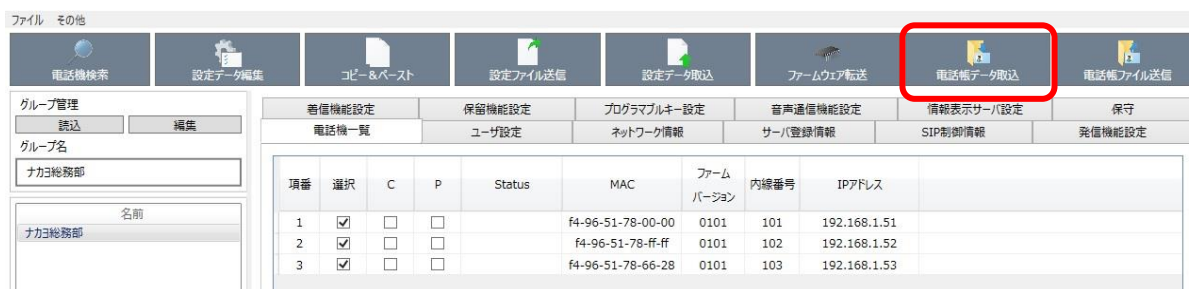 ファイル その他
電話機検索 設定データ編集 コピー&ペースト 設定ファイル送信 設定データ取込 ファームウェア転送 電話帳データ取込 電話帳ファイル送信
グループ管理
読込 編集
グループ名
ナカヨ総務部
名前
ナカヨ総務部
着信機能設定 保留機能設定 プログラマブルキー設定 音声通信機能設定 情報表示サーバ設定 保守
電話機一覧 ユーザ設定 ネットワーク情報 サーバ登録情報 SIP制御情報 発信機能設定
項番 選択 C P Status MAC ファームバージョン 内線番号 IPアドレス
1 f4-96-51-78-00-00 0101 101 192.168.1.51
2 f4-96-51-78-ff-ff 0101 102 192.168.1.52
3 f4-96-51-78-66-28 0101 103 192.168.1.53